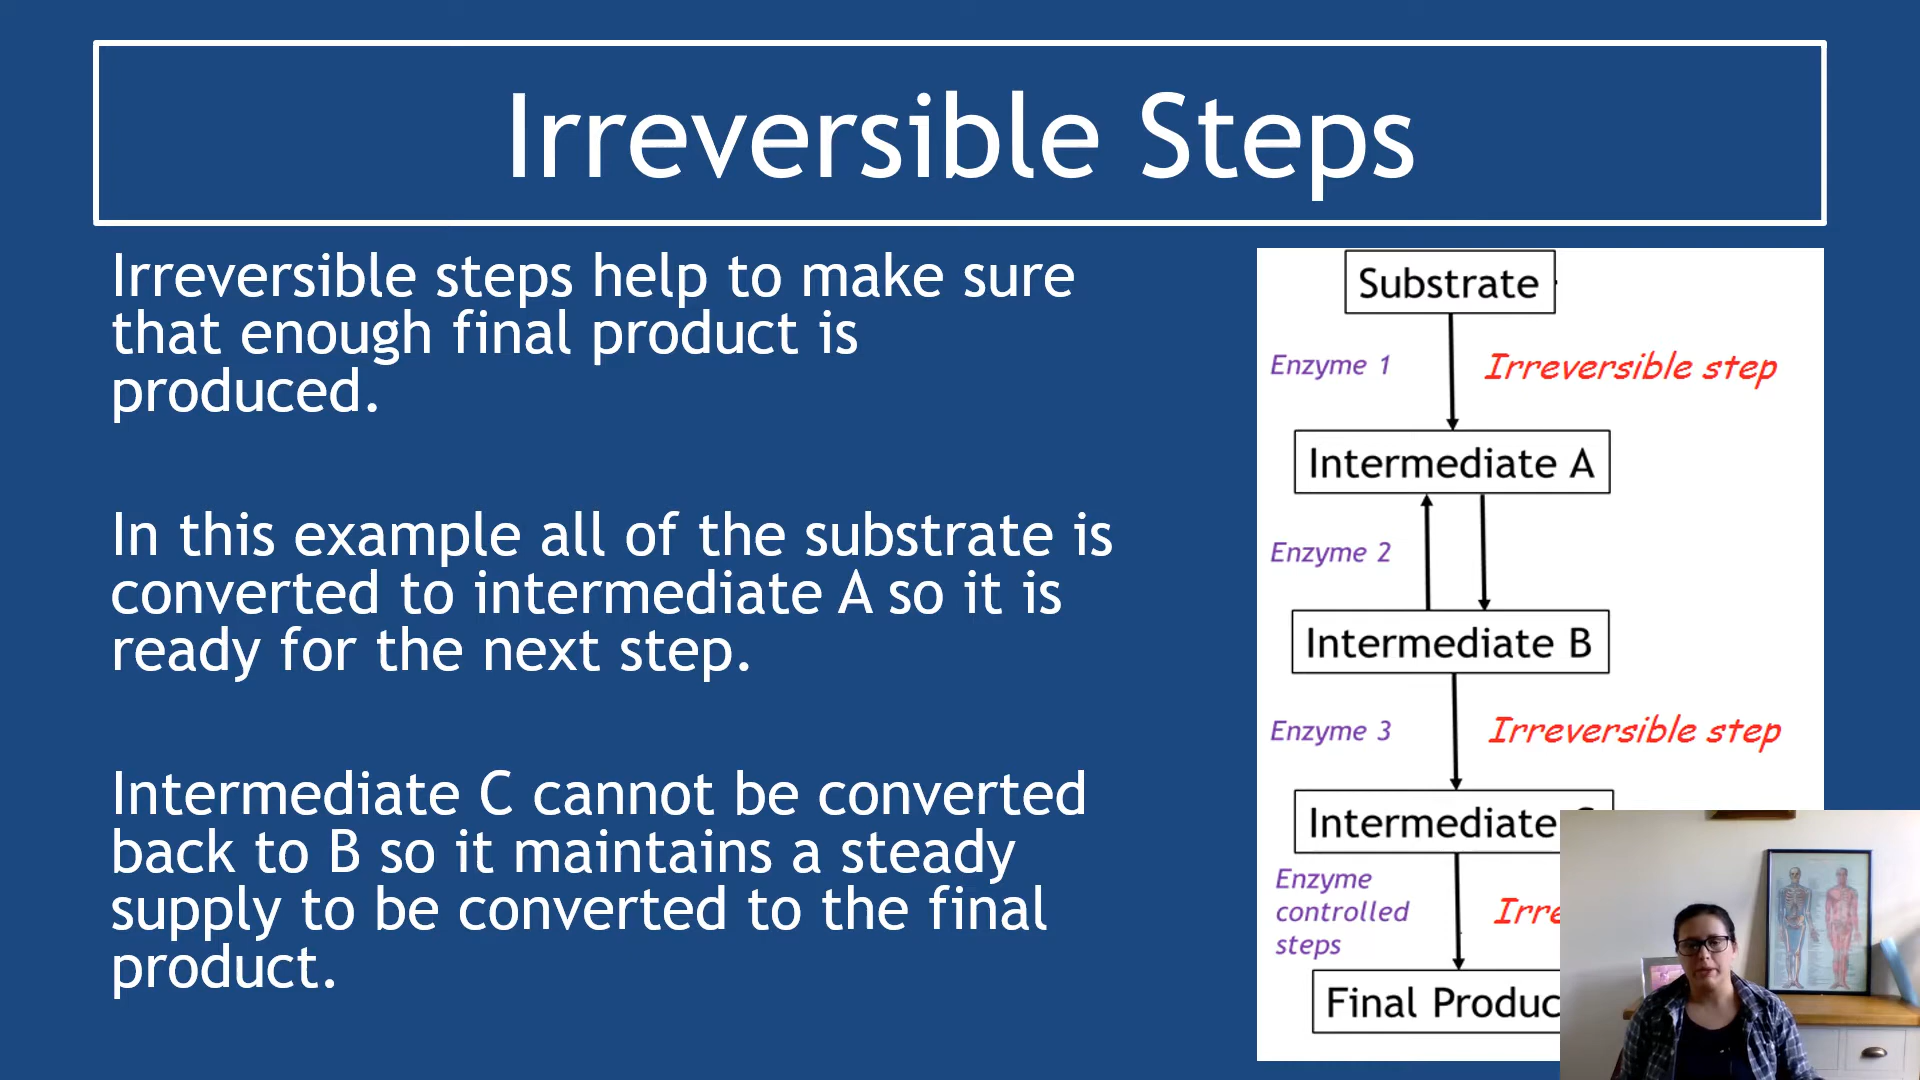 Irreversible Steps
Irreversible steps help to make sure
that enough final product is
produced.
In this example all of the substrate is
converted to intermediate A so it is
ready for the next step.
Intermediate C cannot be converted
back to B so it maintains a steady
supply to be converted to the final
product.
Substrate
Enzyme 1
Irreversible step
Intermediate A
Enzyme 2
Intermediate B
Enzyme 3
Irreversible step
Intermediate
Enzyme
controlled
steps
Final